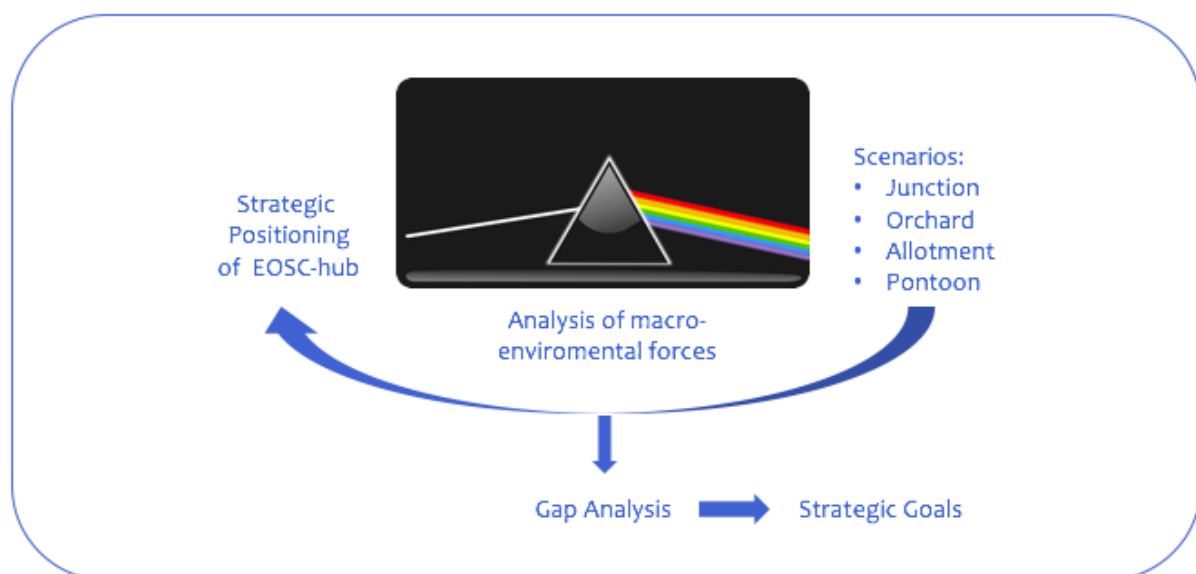 Strategic
Positioning
of EOSC-hub
Analysis of macro-
enviromental forces
Scenarios:
• Junction
• Orchard
• Allotment
• Pontoon
Gap Analysis
Strategic Goals